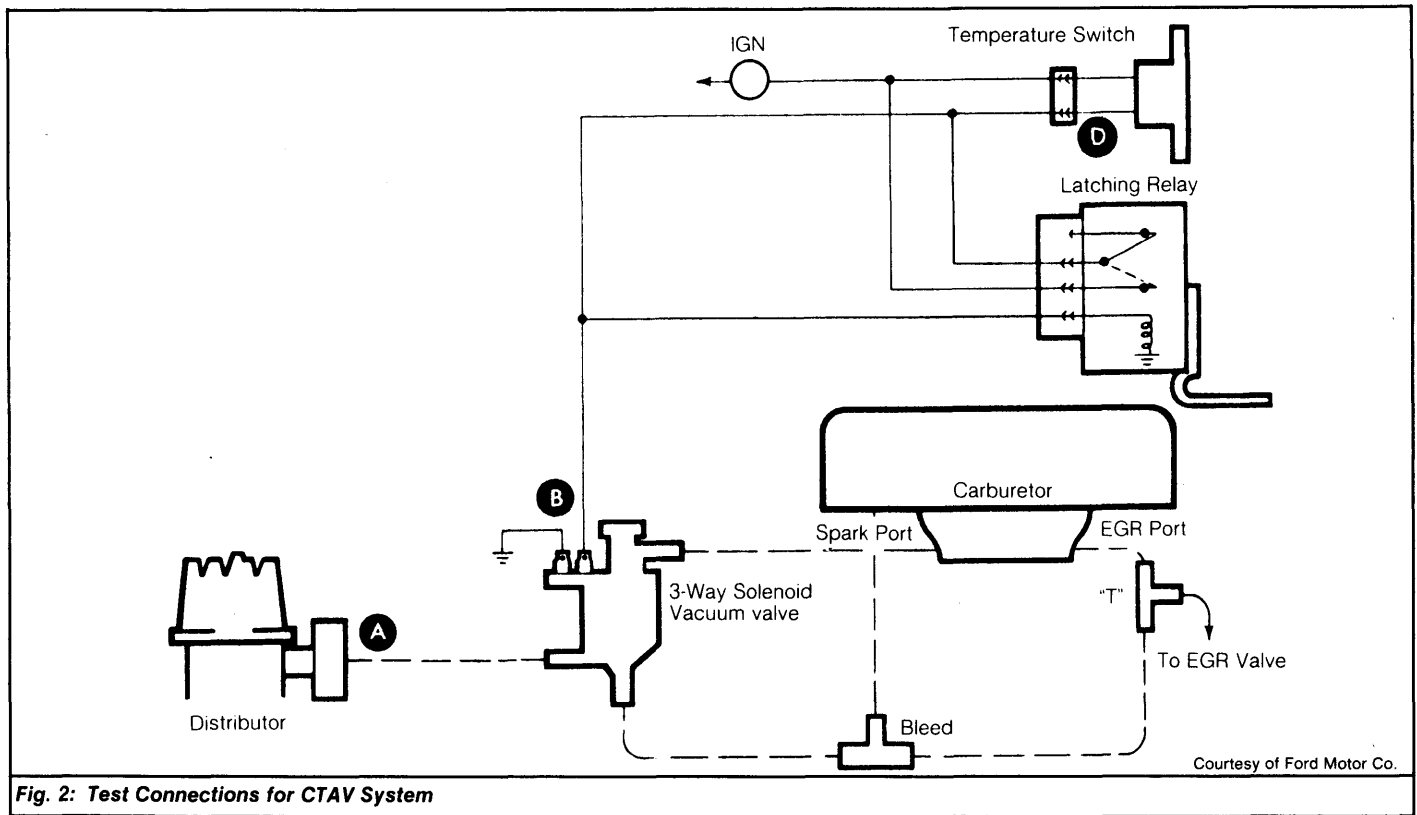 IGN
Temperature Switch
D
Latching Relay
B
Carburetor
Spark Port
EGR Port
3-Way Solenoid
Vacuum valve
"T"
A
To EGR Valve
Distributor
Bleed
Courtesy of Ford Motor Co.
Fig. 2: Test Connections for CTAV System